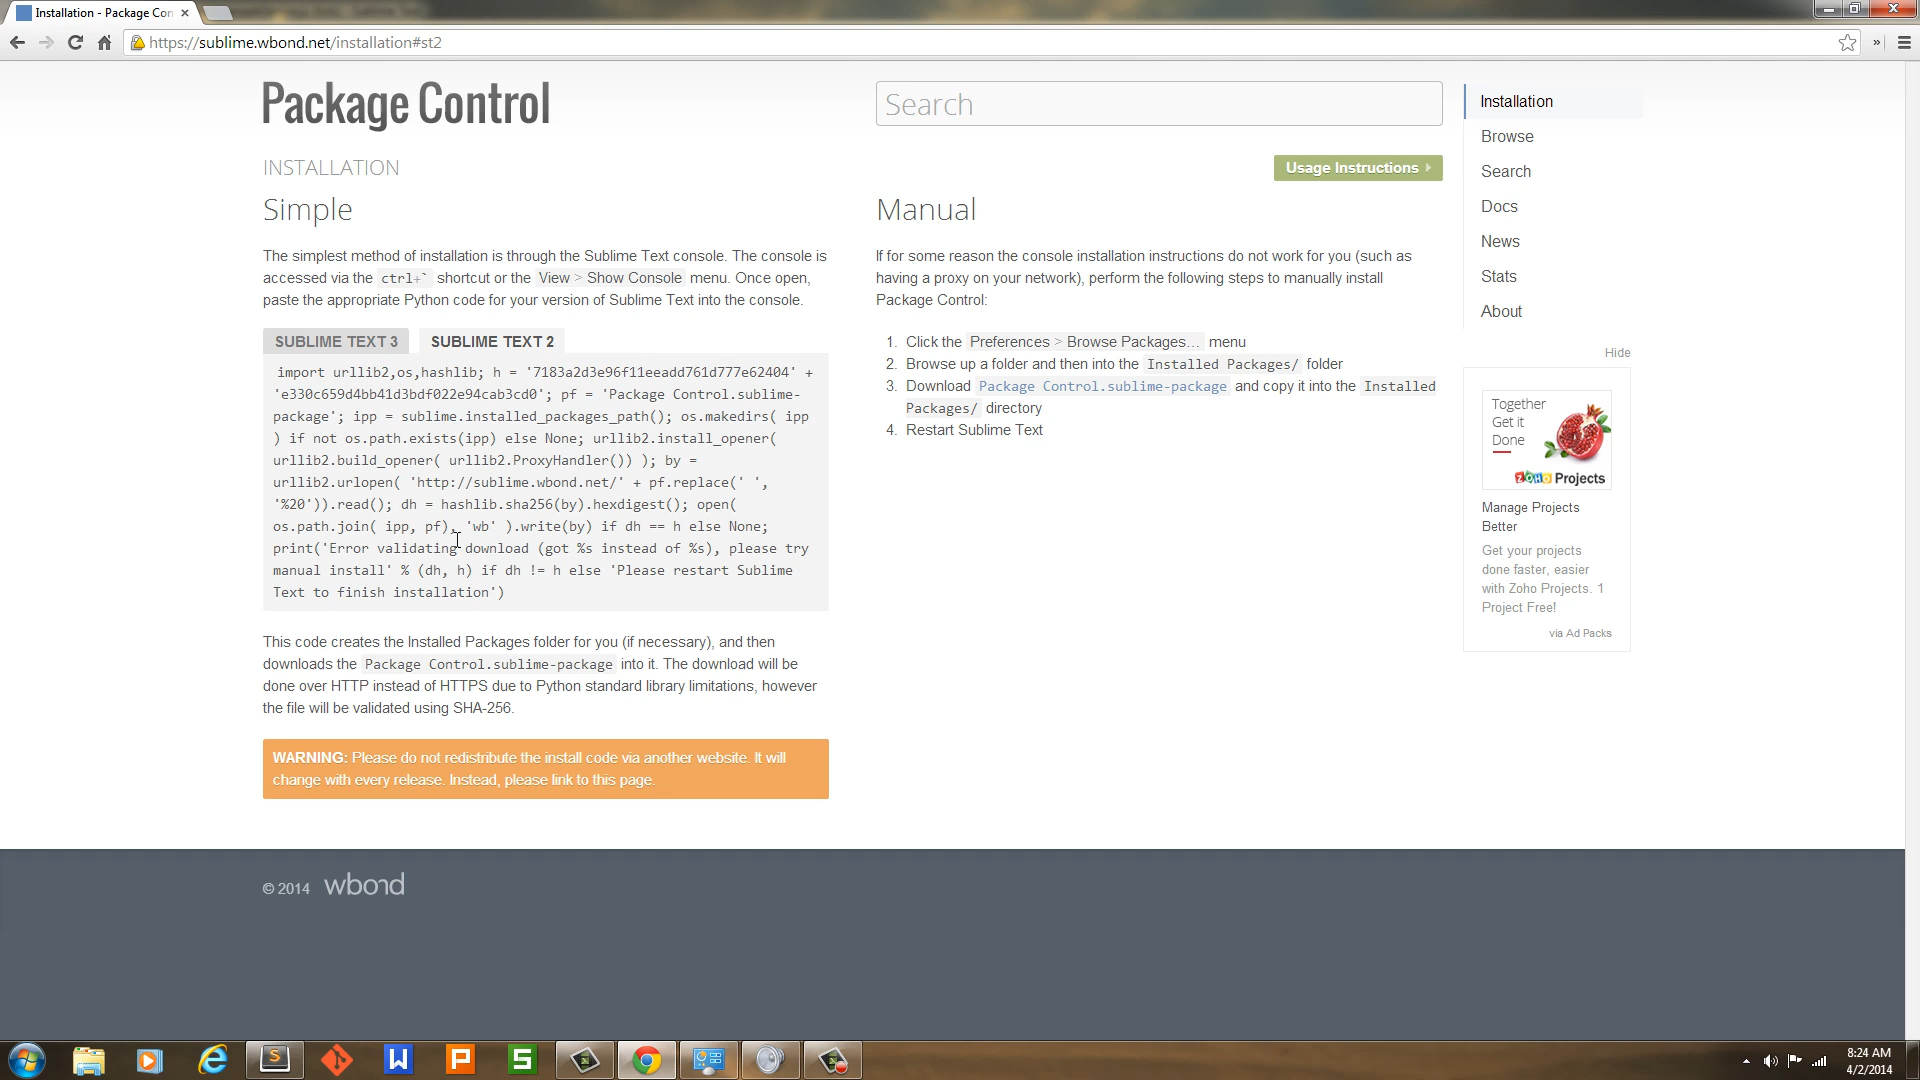 Installation - Package Con
https://sublime.wbond.net/installation#st2
Package Control
Search
INSTALLATION
Usage Instructions
Simple
The simplest method of installation is through the Sublime Text console. The console is
accessed via the ctrl+` shortcut or the View > Show Console menu. Once open,
paste the appropriate Python code for your version of Sublime Text into the console.
SUBLIME TEXT 3
SUBLIME TEXT 2
import urllib2,os,hashlib; h = '7183a2d3e96f11eeadd761d777e62404' +
'e330c659d4bb41d3bdf022e94cab3cd0'; pf = 'Package Control.sublime-
package'; ipp = sublime.installed_packages_path(); os.makedirs( ipp
) if not os.path.exists(ipp) else None; urllib2.install_opener(
urllib2.build_opener( urllib2.ProxyHandler()) ); by =
urllib2.urlopen( 'http://sublime.wbond.net/' + pf.replace(' ',
'%20')).read(); dh = hashlib.sha256(by).hexdigest(); open(
os.path.join( ipp, pf), 'wb' ).write(by) if dh == h else None;
print('Error validating download (got %s instead of %s), please try
manual install' % (dh, h) if dh != h else 'Please restart Sublime
Text to finish installation')
This code creates the Installed Packages folder for you (if necessary), and then
downloads the Package Control.sublime-package into it. The download will be
done over HTTP instead of HTTPS due to Python standard library limitations, however
the file will be validated using SHA-256.
WARNING: Please do not redistribute the install code via another website. It will
change with every release. Instead, please link to this page.
Manual
If for some reason the console installation instructions do not work for you (such as
having a proxy on your network), perform the following steps to manually install
Package Control:
1. Click the Preferences > Browse Packages... menu
2. Browse up a folder and then into the Installed Packages/ folder
3. Download Package Control.sublime-package and copy it into the Installed
Packages/ directory
4. Restart Sublime Text
Installation
Browse
Search
Docs
News
Stats
About
Hide
Together
Get it
Done
ZOHO Projects
Manage Projects
Better
Get your projects
done faster, easier
with Zoho Projects. 1
Project Free!
via Ad Packs
© 2014 wbond
S
W
P
S
8:24 AM
4/2/2014